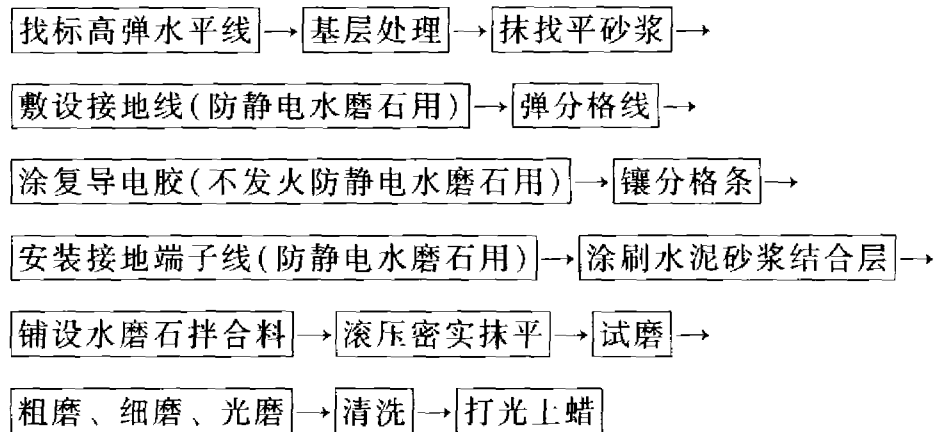 找标高弹水平线→基层处理→抹找平砂浆→
敷设接地线(防静电水磨石用)→弹分格线→
涂复导电胶(不发火防静电水磨石用)→镶分格条→
安装接地端子线(防静电水磨石用)→涂刷水泥砂浆结合层→
铺设水磨石拌合料→滚压密实抹平→试磨→
粗磨、细磨、光磨→清洗→打光上蜡